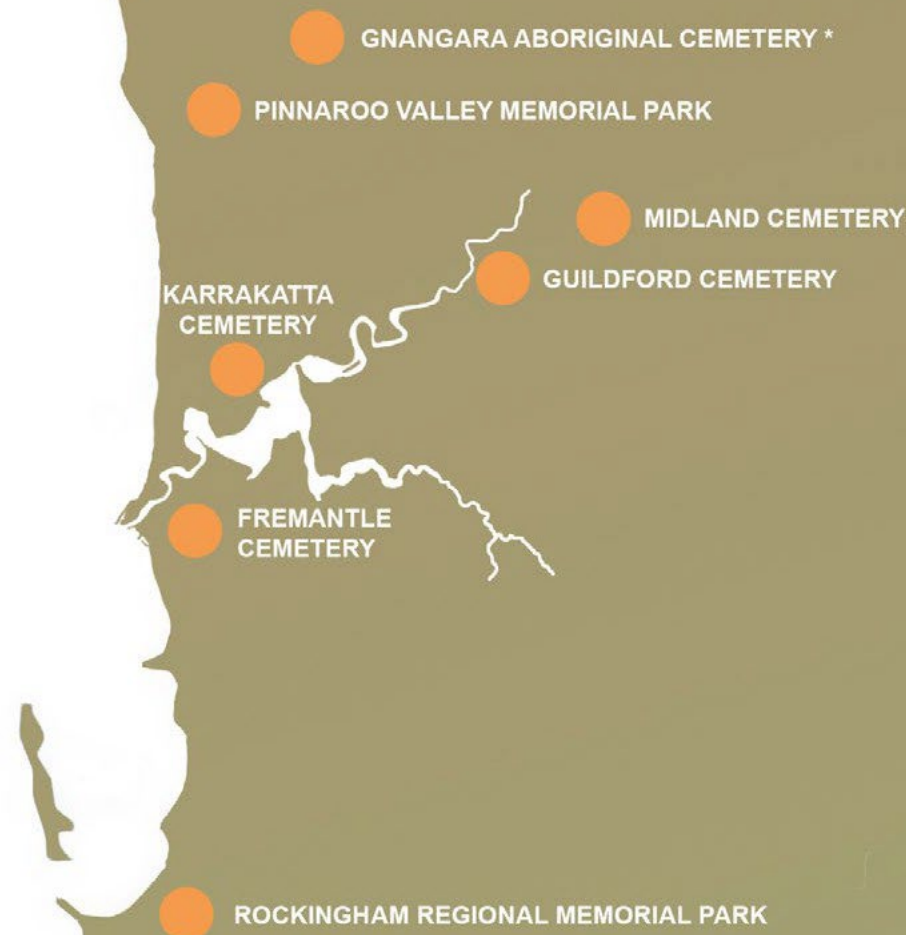 GNANGARA ABORIGINAL CEMETERY *
PINNAROO VALLEY MEMORIAL PARK
MIDLAND CEMETERY
GUILDFORD CEMETERY
KARRAKATTA
CEMETERY
FREMANTLE
CEMETERY
ROCKINGHAM REGIONAL MEMORIAL PARK